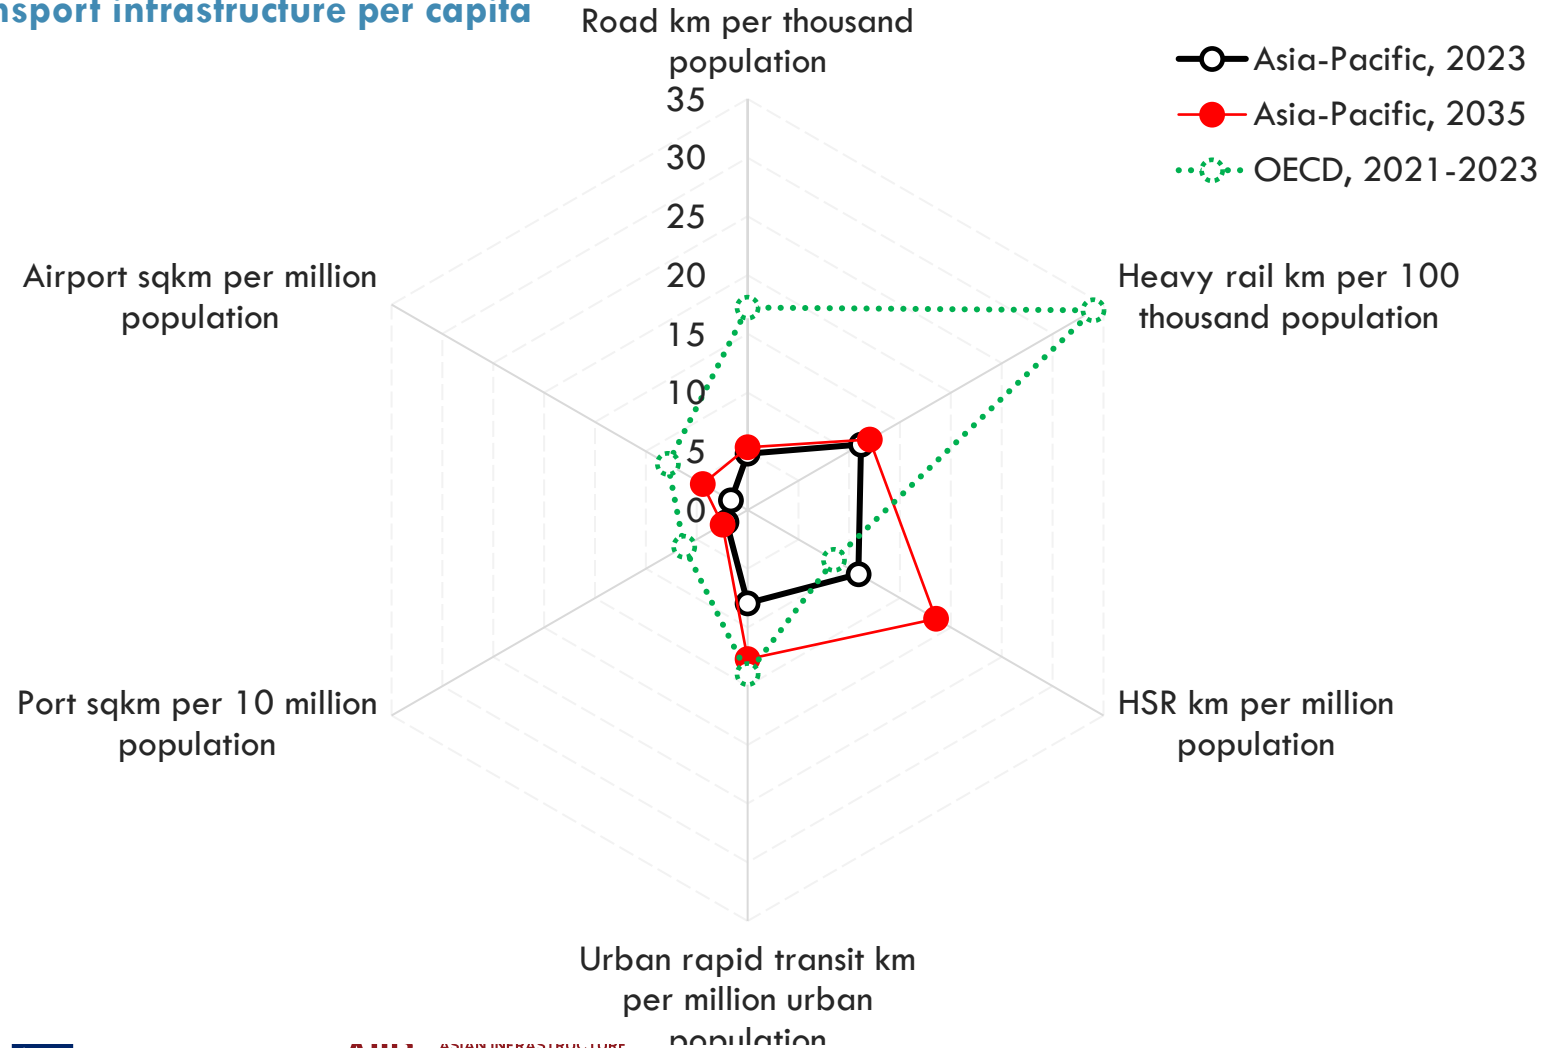 nsport infrastructure per capita
Road km per thousand
population
Asia-Pacific, 2023
Asia-Pacific, 2035
OECD, 2021-2023
35
30
25
20
15
10
5
0
Airport sqkm per million
population
Heavy rail km per 100
thousand population
Port sqkm per 10 million
population
HSR km per million
population
Urban rapid transit km
per million urban
population
ASIAN INFRASTRUCTURE